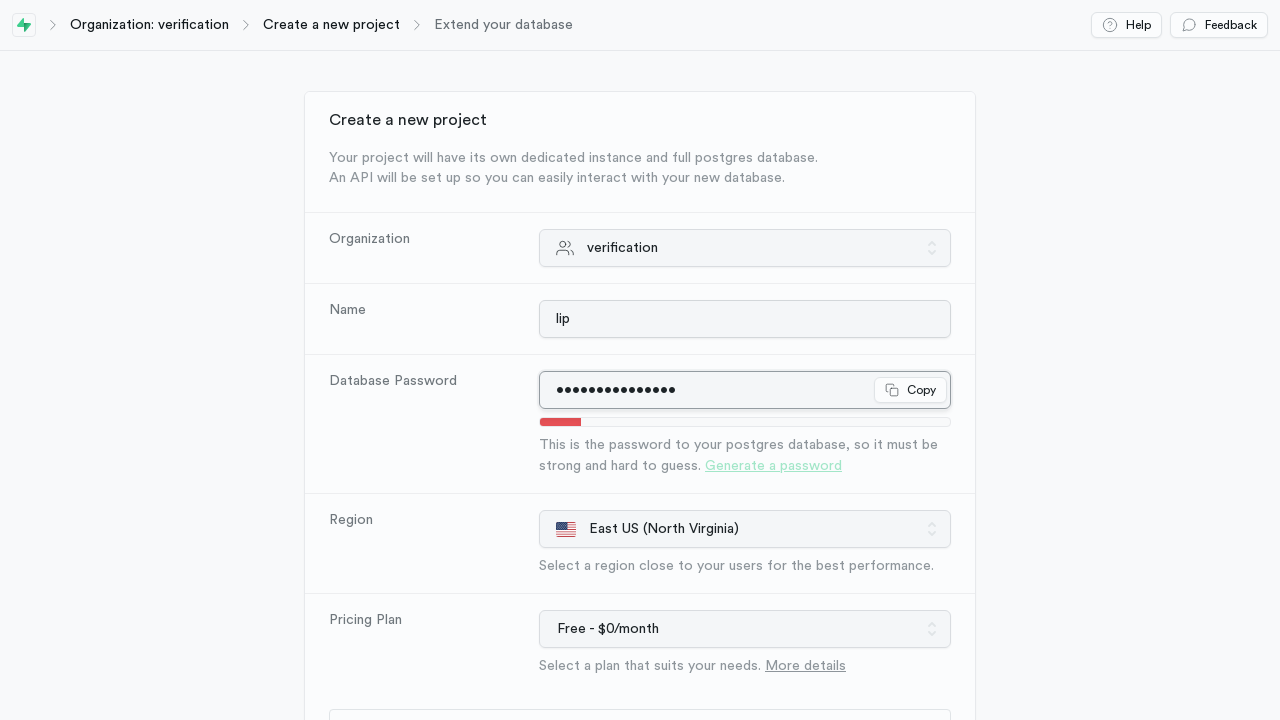 Organization: verification
Create a new project
Extend your database
Help
Feedback
Create a new project
Your project will have its own dedicated instance and full postgres database.
An API will be set up so you can easily interact with your new database.
Organization
verification
Name
lip
Database Password
•••••••••••••••
Copy
This is the password to your postgres database, so it must be
strong and hard to guess. Generate a password
Region
East US (North Virginia)
Select a region close to your users for the best performance.
Pricing Plan
Free - $0/month
Select a plan that suits your needs. More details